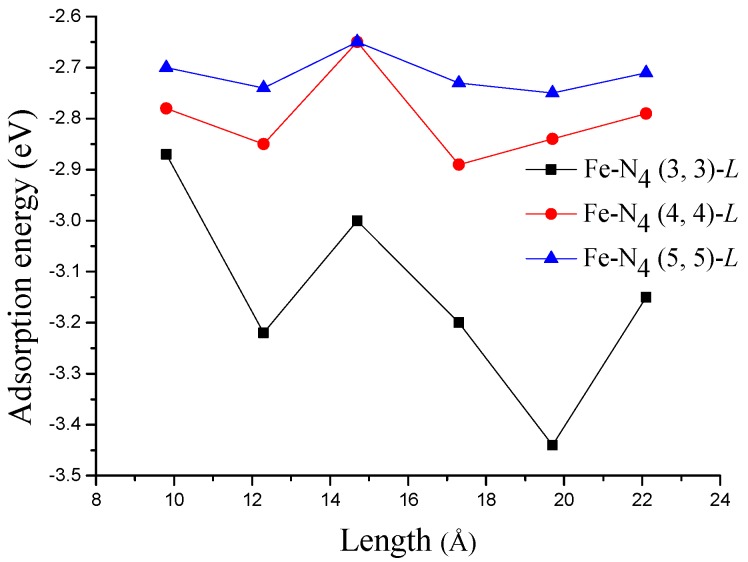 -2.6
-2.7
-2.8
-2.9
-3.0
-3.1
-3.2
-3.3
-3.4
-3.5
Adsorption energy (eV)
Fe-N4 (3, 3)-L
Fe-N4 (4, 4)-L
Fe-N4 (5, 5)-L
8 10 12 14 16 18 20 22 24
Length (Å)